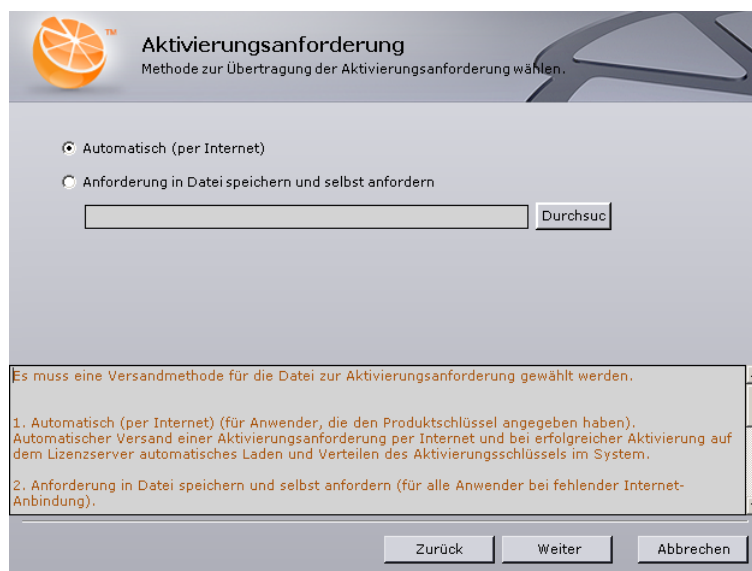 TM
Aktivierungsanforderung
Methode zur Übertragung der Aktivierungsanforderung wählen.
Automatisch (per Internet)
Anforderung in Datei speichern und selbst anfordern
Durchsuc
Es muss eine Versandmethode für die Datei zur Aktivierungsanforderung gewählt werden.
1. Automatisch (per Internet) (für Anwender, die den Produktschlüssel angegeben haben).
Automatischer Versand einer Aktivierungsanforderung per Internet und bei erfolgreicher Aktivierung auf
dem Lizenzserver automatisches Laden und Verteilen des Aktivierungsschlüssels im System.
2. Anforderung in Datei speichern und selbst anfordern (für alle Anwender bei fehlender Internet-
Anbindung).
Zurück
Weiter
Abbrechen